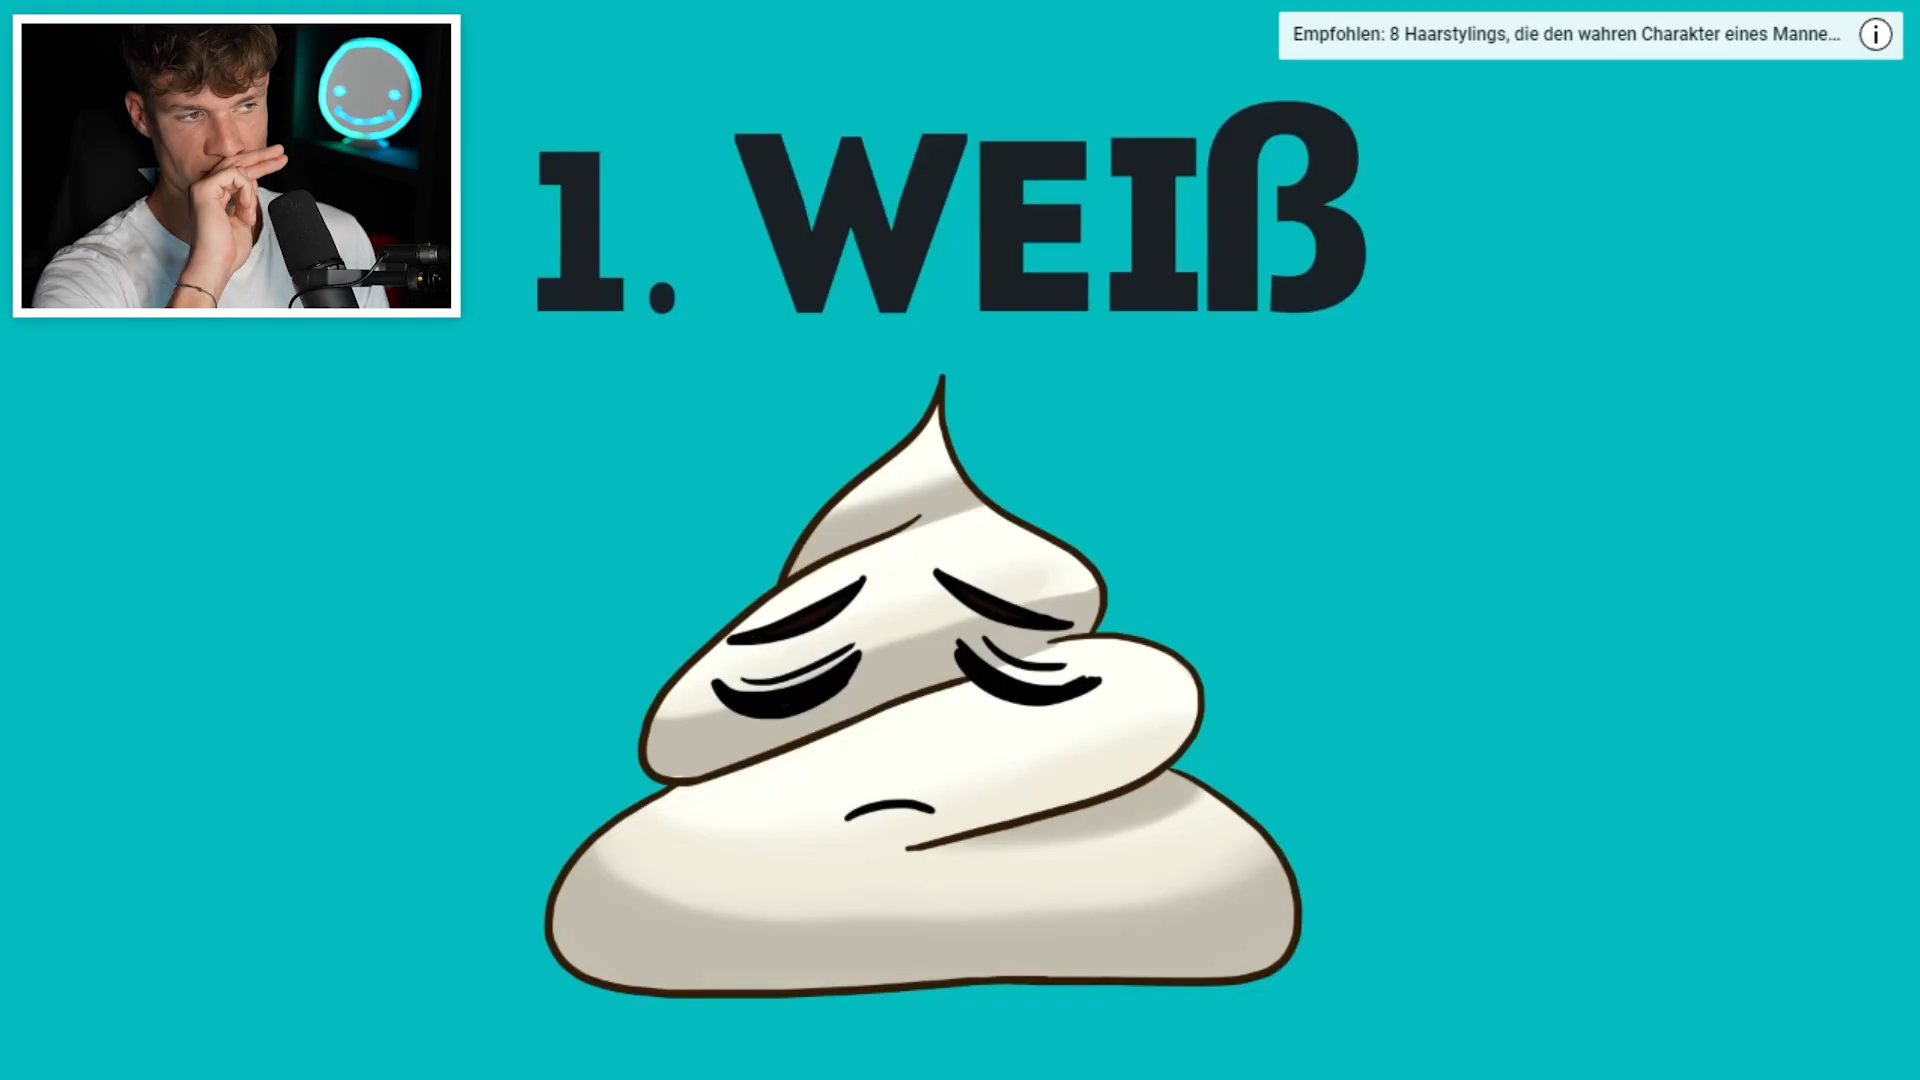 Empfohlen: 8 Haarstylings, die den wahren Charakter eines Manne...
1. WEIß